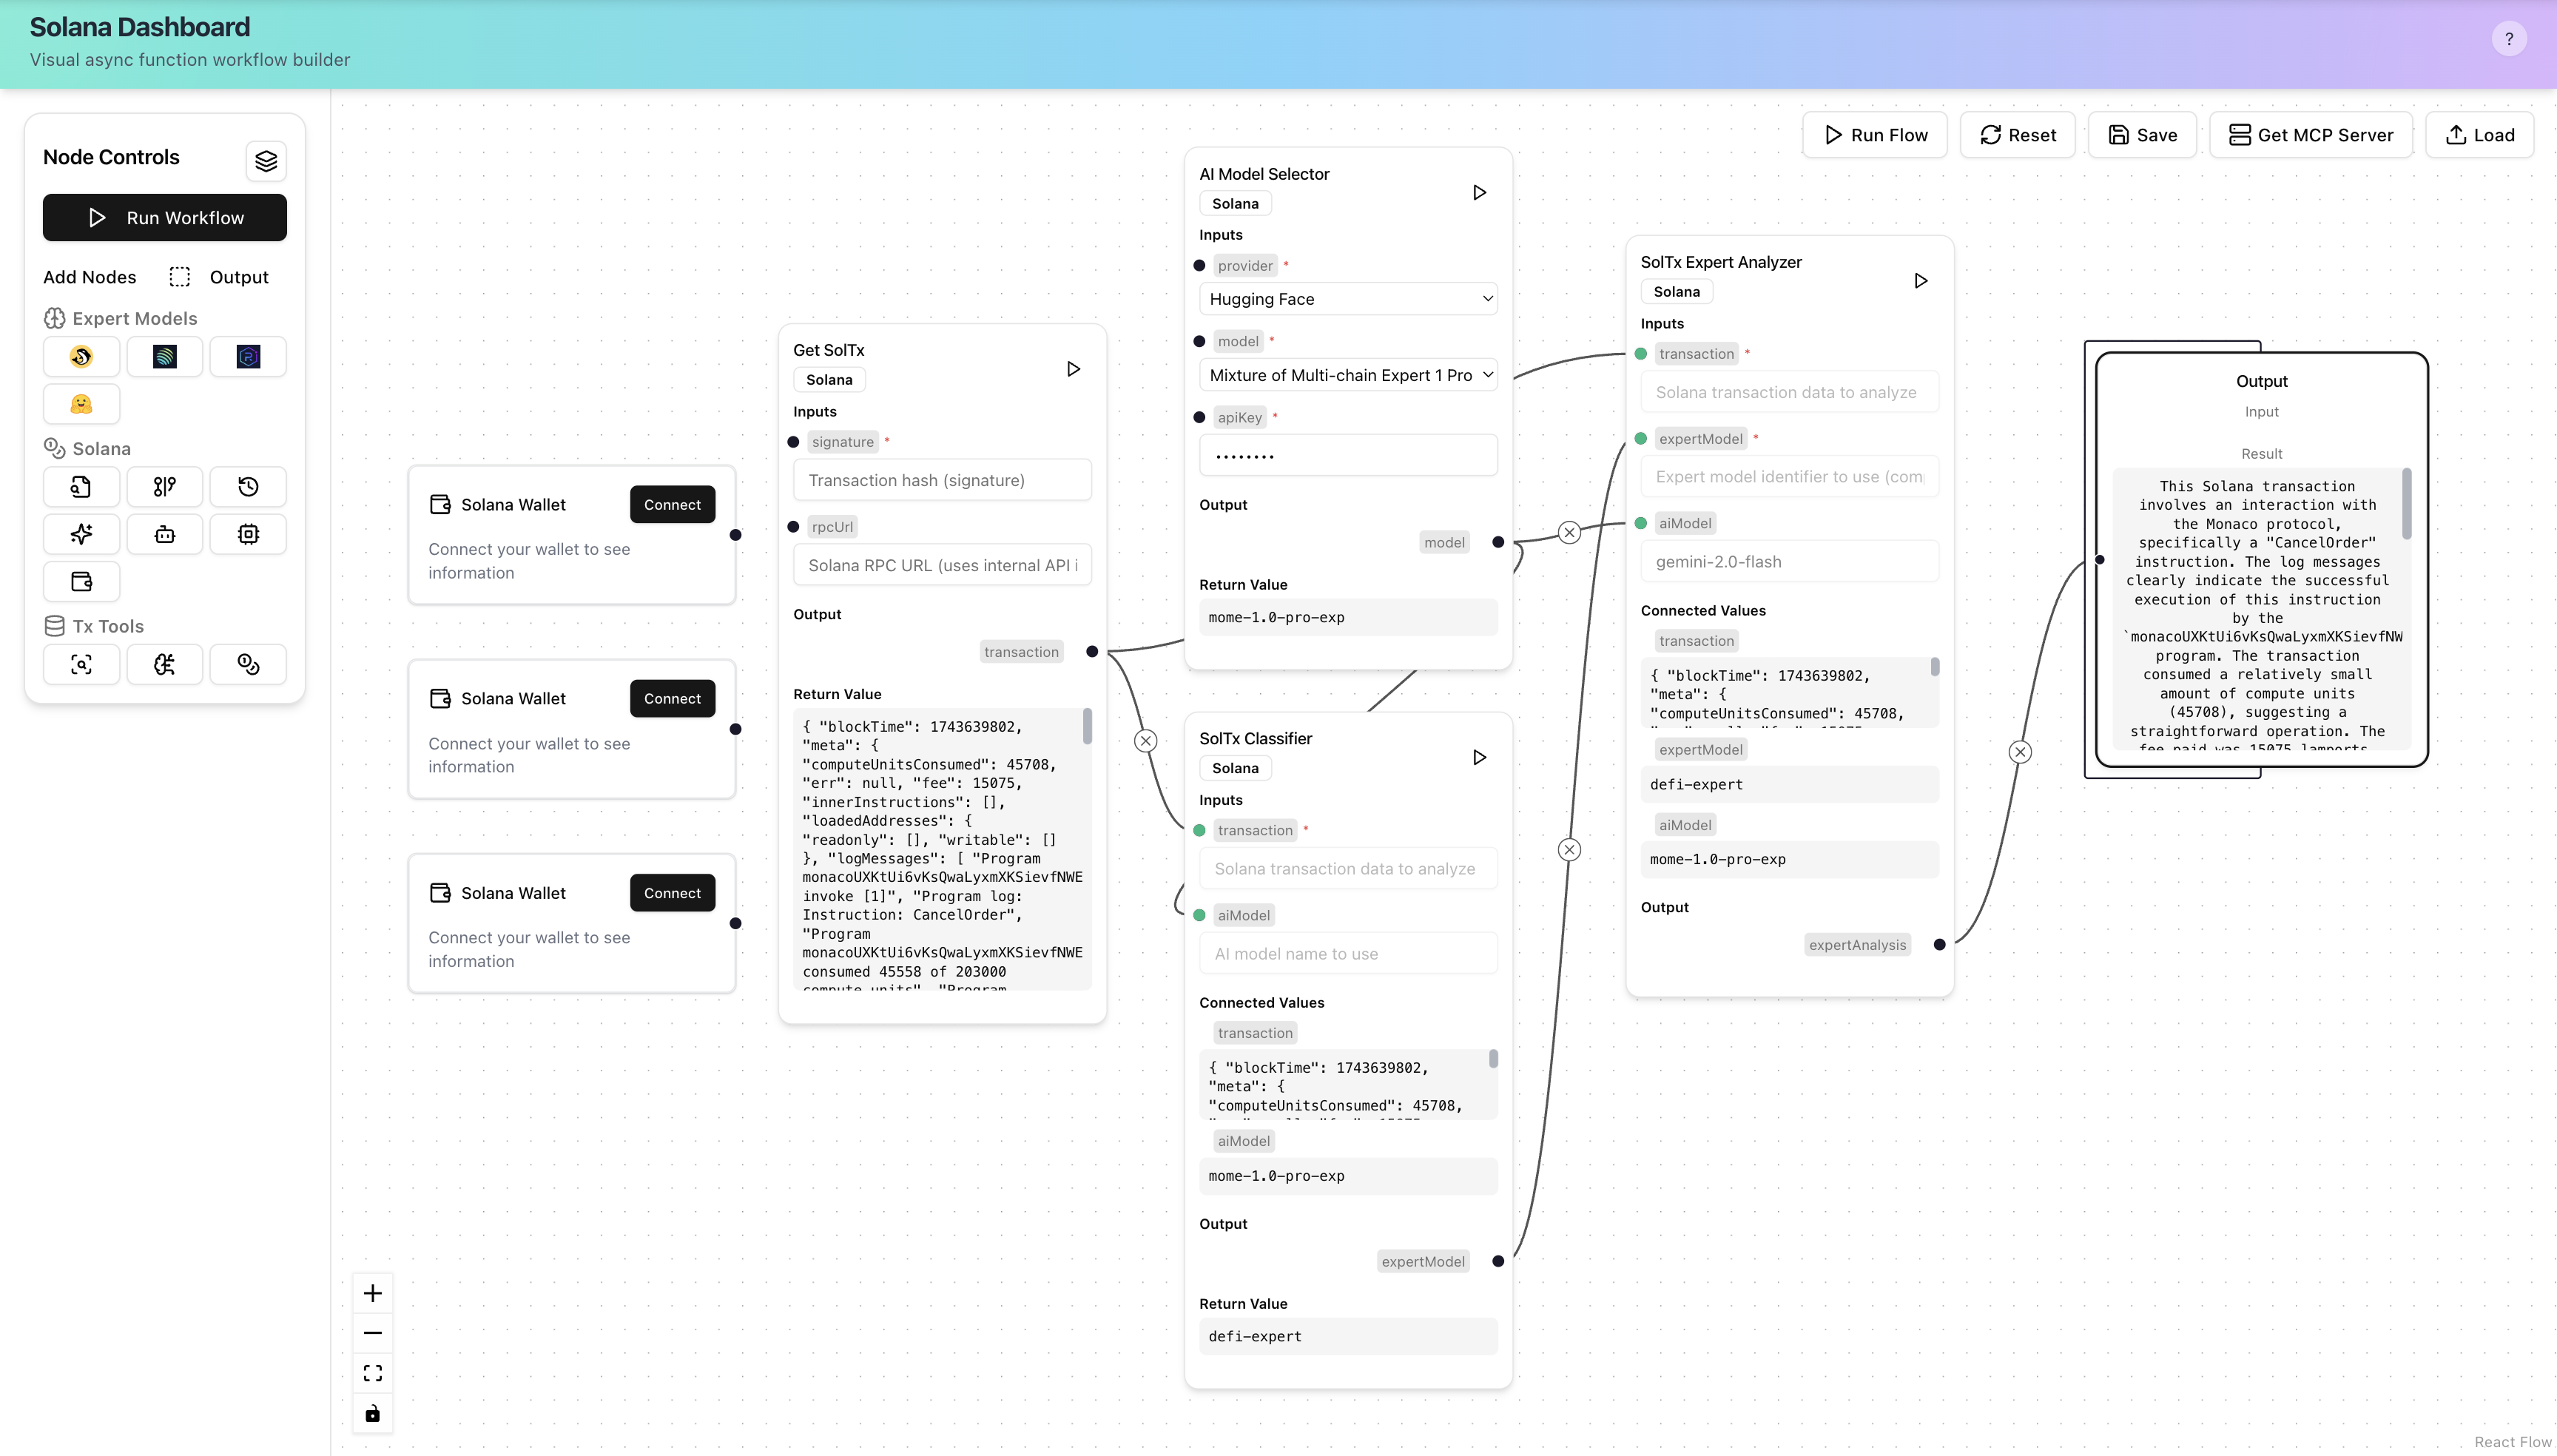 Solana Dashboard
Visual async function workflow builder
?
Run Flow
Reset
Save
Get MCP Server
Load
Node Controls
Run Workflow
Add Nodes
Output
Expert Models
Solana
Tx Tools
Solana Wallet
Connect
Connect your wallet to see
information
Solana Wallet
Connect
Connect your wallet to see
information
Solana Wallet
Connect
Connect your wallet to see
information
Get SolTx
Solana
Inputs
signature *
Transaction hash (signature)
rpcUrl
Solana RPC URL (uses internal API i
Output
transaction
Return Value
{ "blockTime": 1743639802,
"meta": {
"computeUnitsConsumed": 45708,
"err": null, "fee": 15075,
"innerInstructions": [],
"loadedAddresses": {
"readonly": [], "writable": []
}, "logMessages": [ "Program
monacoUXKtUi6vKsQwaLyxmXKSievfNWE
invoke [1]", "Program log:
Instruction: CancelOrder",
"Program
monacoUXKtUi6vKsQwaLyxmXKSievfNWE
consumed 45558 of 203000
compute units", "Program
AI Model Selector
Solana
Inputs
provider *
Hugging Face
model *
Mixture of Multi-chain Expert 1 Pro
apiKey *
••••••••
Output
model
Return Value
mome-1.0-pro-exp
SolTx Classifier
Solana
Inputs
transaction *
Solana transaction data to analyze
aiModel
AI model name to use
Connected Values
transaction
{ "blockTime": 1743639802,
"meta": {
"computeUnitsConsumed": 45708,
aiModel
mome-1.0-pro-exp
Output
expertModel
Return Value
defi-expert
SolTx Expert Analyzer
Solana
Inputs
transaction *
Solana transaction data to analyze
expertModel *
Expert model identifier to use (com
aiModel
gemini-2.0-flash
Connected Values
transaction
{ "blockTime": 1743639802,
"meta": {
"computeUnitsConsumed": 45708,
expertModel
defi-expert
aiModel
mome-1.0-pro-exp
Output
expertAnalysis
Output
Input
Result
This Solana transaction
involves an interaction with
the Monaco protocol,
specifically a "CancelOrder"
instruction. The log messages
clearly indicate the successful
execution of this instruction
by the
`monacoUXKtUi6vKsQwaLyxmXKSievfNW
program. The transaction
consumed a relatively small
amount of compute units
(45708), suggesting a
straightforward operation. The
fee paid was 15075 lamports
React Flow